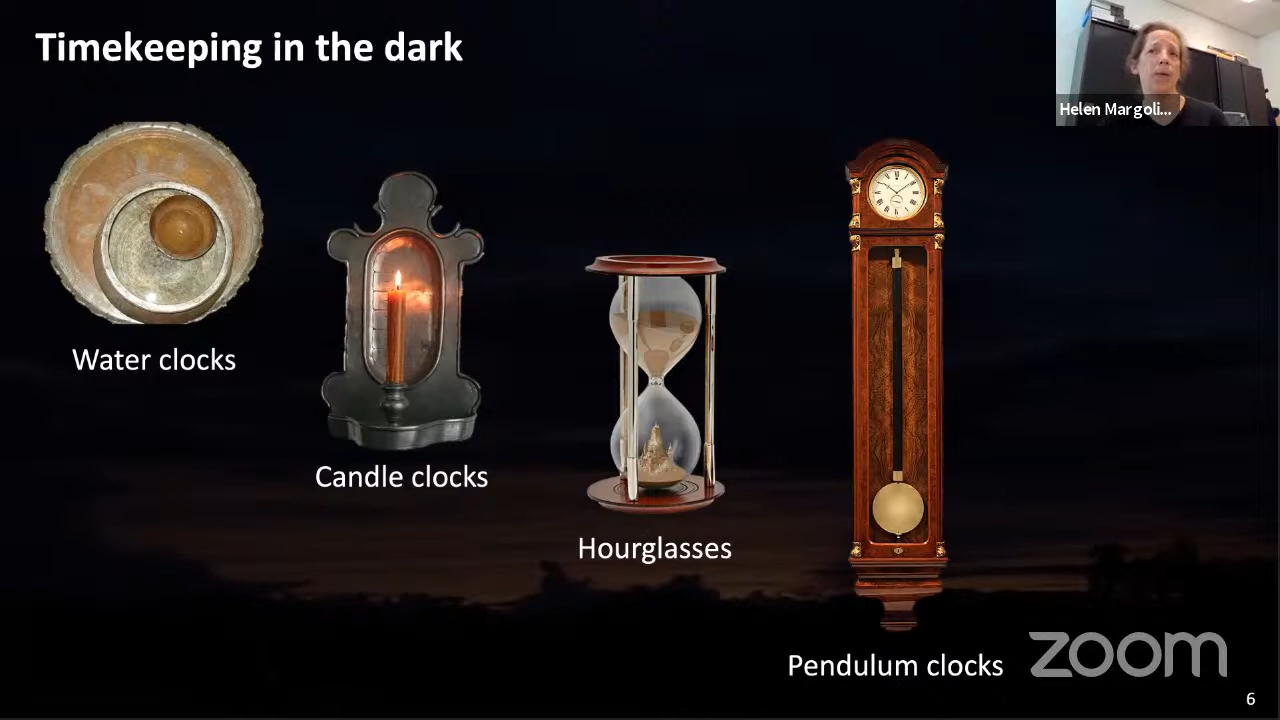 Timekeeping in the dark
Helen Margoli...
Water clocks
Candle clocks
Hourglasses
Pendulum clocks
zoom
6